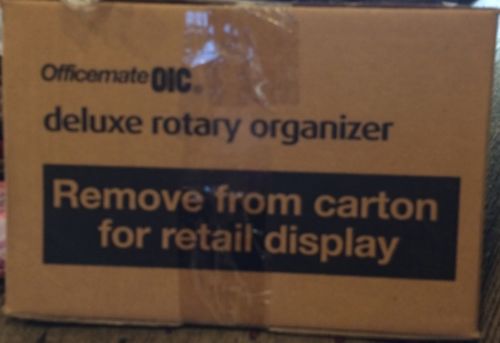 Officemate OIC®
deluxe rotary organizer
Remove from carton
for retail display